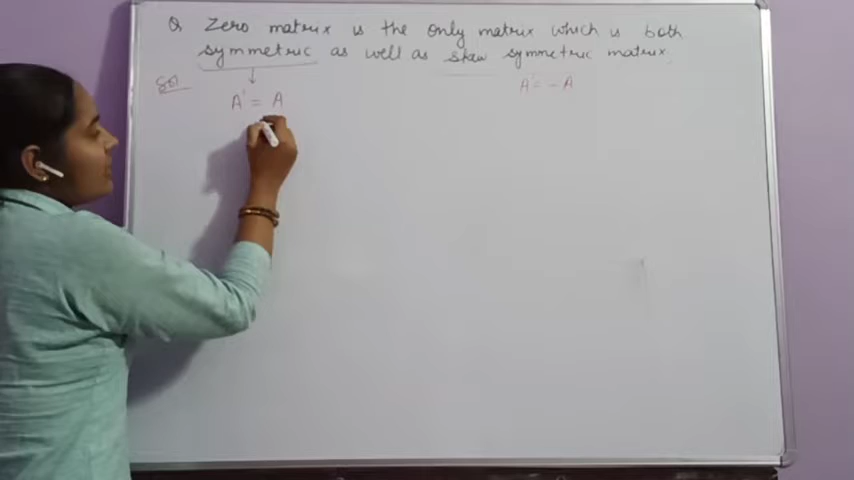 Q Zero matrix is the only matrix which is both
symmetric as well as skew symmetric matrix.
Sol
A' = A
A' = - A